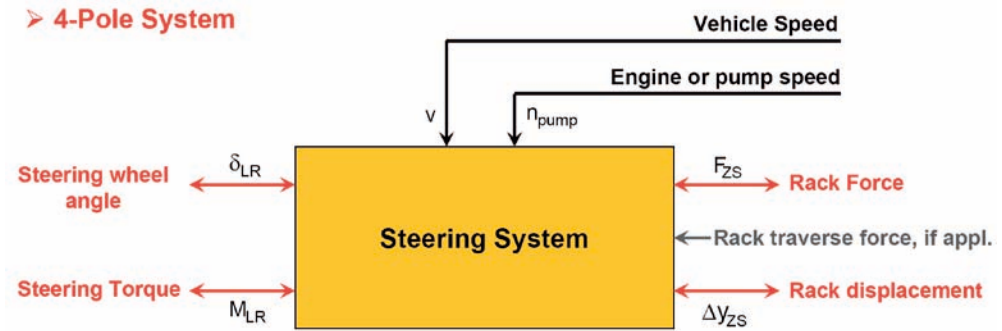 ➢ 4-Pole System
Vehicle Speed
Engine or pump speed
v
n_pump
Steering wheel
angle
δ_LR
F_ZS
Rack Force
Steering System
Rack traverse force, if appl.
Steering Torque
M_LR
Δy_ZS
Rack displacement